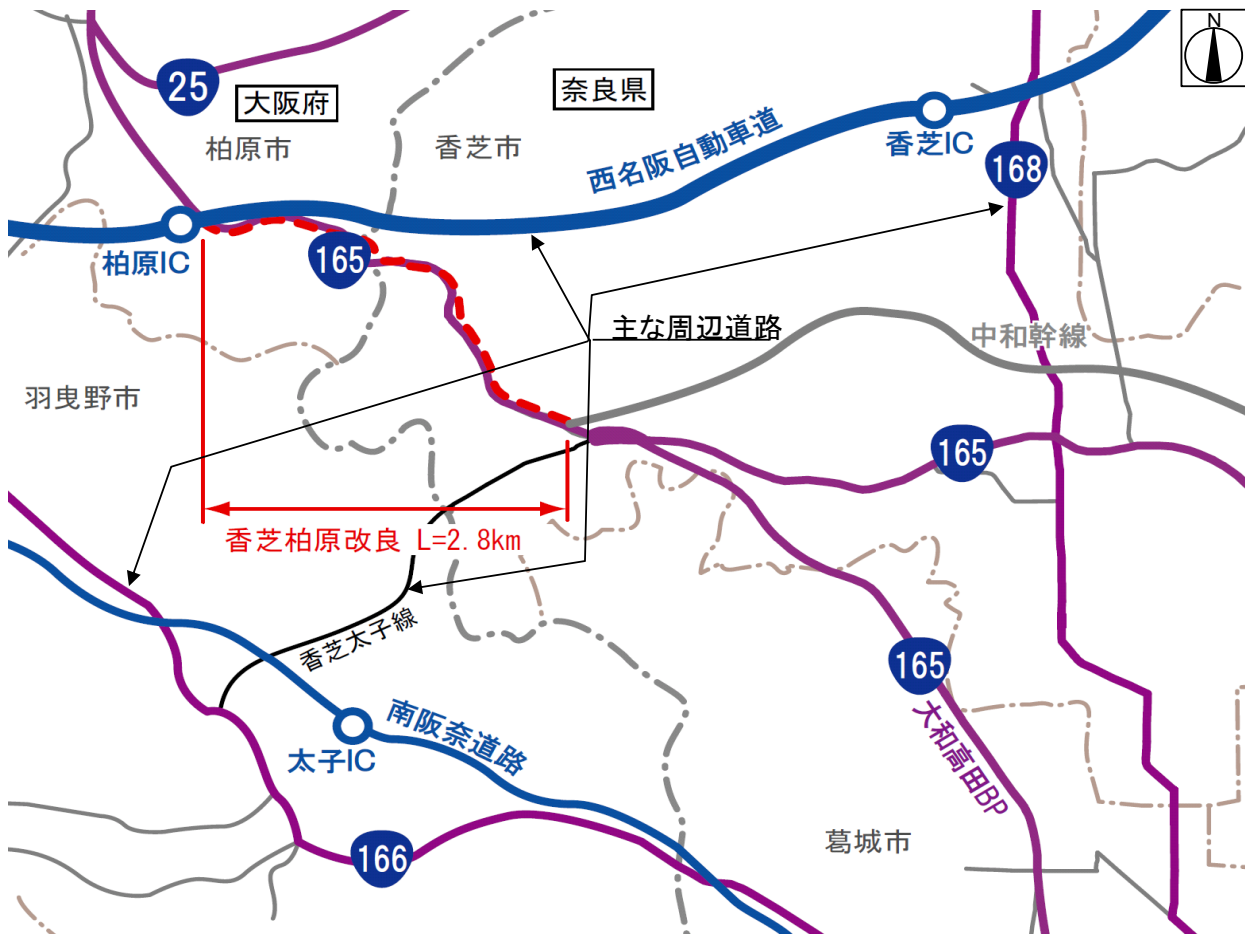 N
25
大阪府
奈良県
柏原市
香芝市
西名阪自動車道
香芝IC
168
柏原IC
165
主な周辺道路
中和幹線
羽曳野市
165
香芝柏原改良 L=2.8km
香芝太子線
165
南阪奈道路
太子IC
大和高田BP
166
葛城市